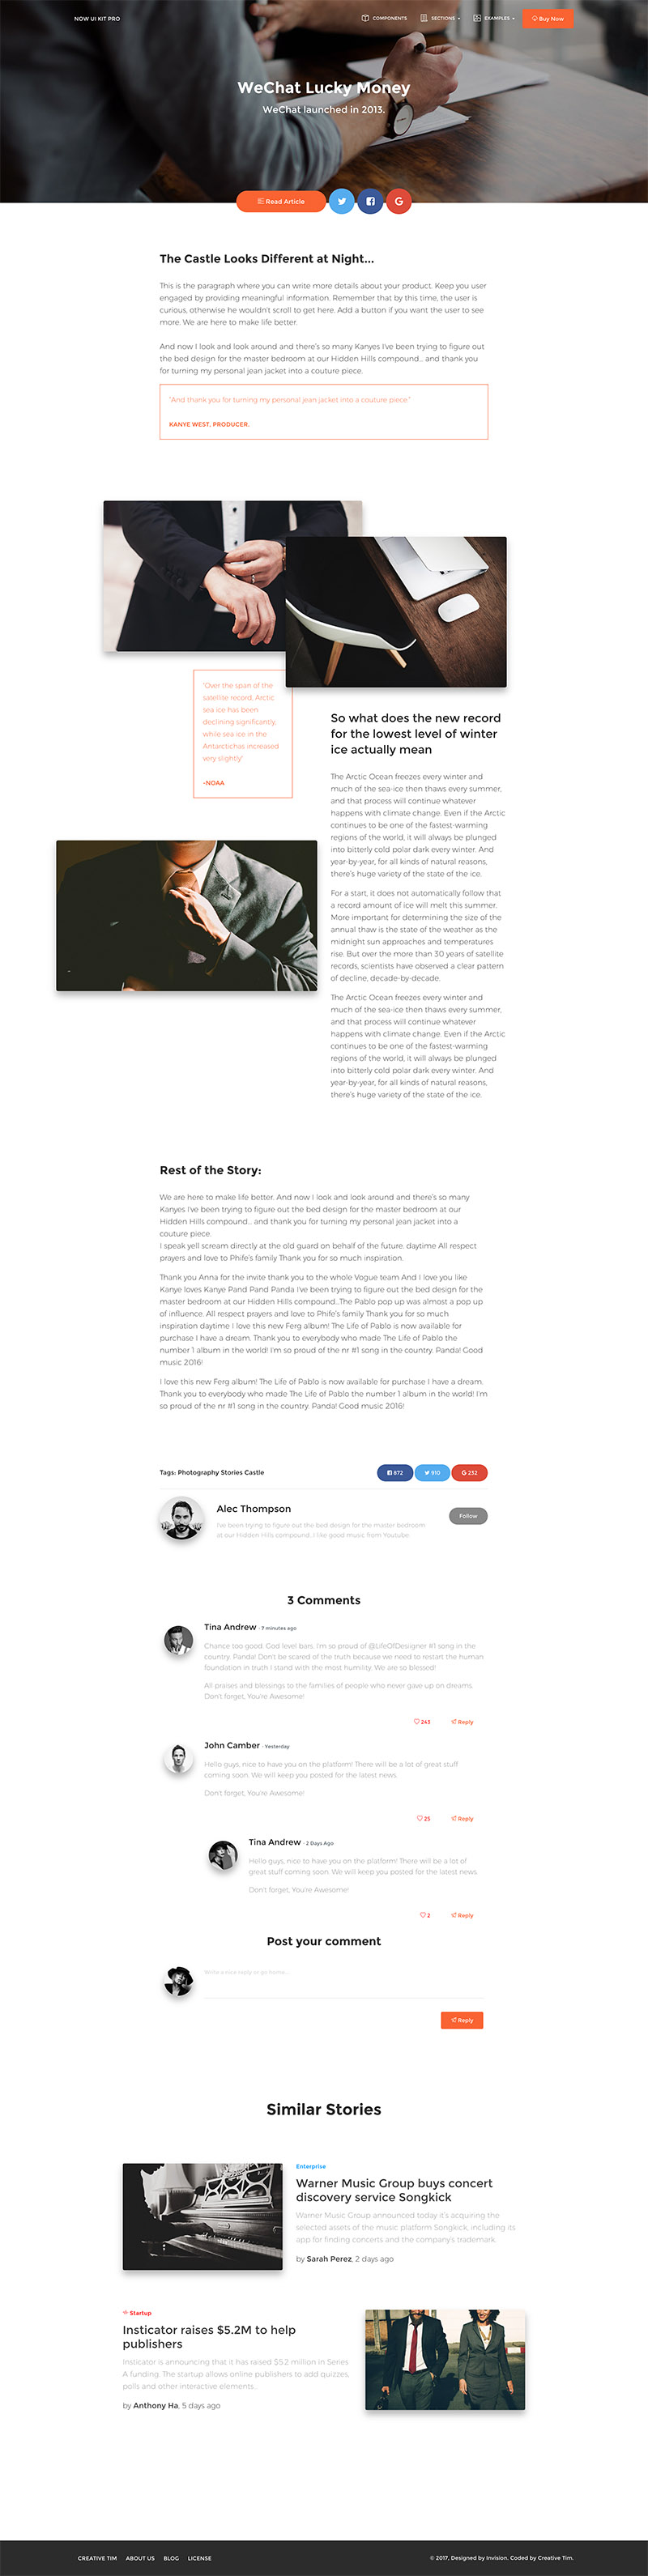 NOW UI KIT PRO
COMPONENTS
SECTIONS
EXAMPLES
Buy Now
WeChat Lucky Money
WeChat launched in 2013.
Read Article
The Castle Looks Different at Night...
This is the paragraph where you can write more details about your product. Keep you user
engaged by providing meaningful information. Remember that by this time, the user is
curious, otherwise he wouldn't scroll to get here. Add a button if you want the user to see
more. We are here to make life better.
And now I look and look around and there's so many Kanyes I've been trying to figure out
the bed design for the master bedroom at our Hidden Hills compound... and thank you
for turning my personal jean jacket into a couture piece.
"And thank you for turning my personal jean jacket into a couture piece."
KANYE WEST, PRODUCER.
"Over the span of the
satellite record, Arctic
sea ice has been
declining significantly,
while sea ice in the
Antarctichas increased
very slightly"
-NOAA
So what does the new record
for the lowest level of winter
ice actually mean
The Arctic Ocean freezes every winter and
much of the sea-ice then thaws every summer,
and that process will continue whatever
happens with climate change. Even if the Arctic
continues to be one of the fastest-warming
regions of the world, it will always be plunged
into bitterly cold polar dark every winter. And
year-by-year, for all kinds of natural reasons,
there's huge variety of the state of the ice.
For a start, it does not automatically follow that
a record amount of ice will melt this summer.
More important for determining the size of the
annual thaw is the state of the weather as the
midnight sun approaches and temperatures
rise. But over the more than 30 years of satellite
records, scientists have observed a clear pattern
of decline, decade-by-decade.
The Arctic Ocean freezes every winter and
much of the sea-ice then thaws every summer,
and that process will continue whatever
happens with climate change. Even if the Arctic
continues to be one of the fastest-warming
regions of the world, it will always be plunged
into bitterly cold polar dark every winter. And
year-by-year, for all kinds of natural reasons,
there's huge variety of the state of the ice.
Rest of the Story:
We are here to make life better. And now I look and look around and there's so many
Kanyes I've been trying to figure out the bed design for the master bedroom at our
Hidden Hills compound... and thank you for turning my personal jean jacket into a
couture piece.
I speak yell scream directly at the old guard on behalf of the future. daytime All respect
prayers and love to Phife's family Thank you for so much inspiration.
Thank you Anna for the invite thank you to the whole Vogue team And I love you like
Kanye loves Kanye Pand Pand Panda I've been trying to figure out the bed design for the
master bedroom at our Hidden Hills compound...The Pablo pop up was almost a pop up
of influence. All respect prayers and love to Phife's family Thank you for so much
inspiration daytime I love this new Ferg album! The Life of Pablo is now available for
purchase I have a dream. Thank you to everybody who made The Life of Pablo the
number 1 album in the world! I'm so proud of the nr #1 song in the country. Panda! Good
music 2016!
I love this new Ferg album! The Life of Pablo is now available for purchase I have a dream.
Thank you to everybody who made The Life of Pablo the number 1 album in the world! I'm
so proud of the nr #1 song in the country. Panda! Good music 2016!
Tags: Photography Stories Castle
872
910
232
Alec Thompson
I've been trying to figure out the bed design for the master bedroom
at our Hidden Hills compound...I like good music from Youtube.
Follow
3 Comments
Tina Andrew · 7 minutes ago
Chance too good. God level bars. I'm so proud of @LifeOfDesiigner #1 song in the
country. Panda! Don't be scared of the truth because we need to restart the human
foundation in truth I stand with the most humility. We are so blessed!
All praises and blessings to the families of people who never gave up on dreams.
Don't forget, You're Awesome!
243
Reply
John Camber · Yesterday
Hello guys, nice to have you on the platform! There will be a lot of great stuff
coming soon. We will keep you posted for the latest news.
Don't forget, You're Awesome!
25
Reply
Tina Andrew · 2 Days Ago
Hello guys, nice to have you on the platform! There will be a lot of
great stuff coming soon. We will keep you posted for the latest news.
Don't forget, You're Awesome!
2
Reply
Post your comment
Write a nice reply or go home...
Reply
Similar Stories
Enterprise
Warner Music Group buys concert
discovery service Songkick
Warner Music Group announced today it's acquiring the
selected assets of the music platform Songkick, including its
app for finding concerts and the company's trademark.
by Sarah Perez, 2 days ago
Startup
Insticator raises $5.2M to help
publishers
Insticator is announcing that it has raised $5.2 million in Series
A funding. The startup allows online publishers to add quizzes,
polls and other interactive elements...
by Anthony Ha, 5 days ago
CREATIVE TIM
ABOUT US
BLOG
LICENSE
© 2017, Designed by Invision. Coded by Creative Tim.